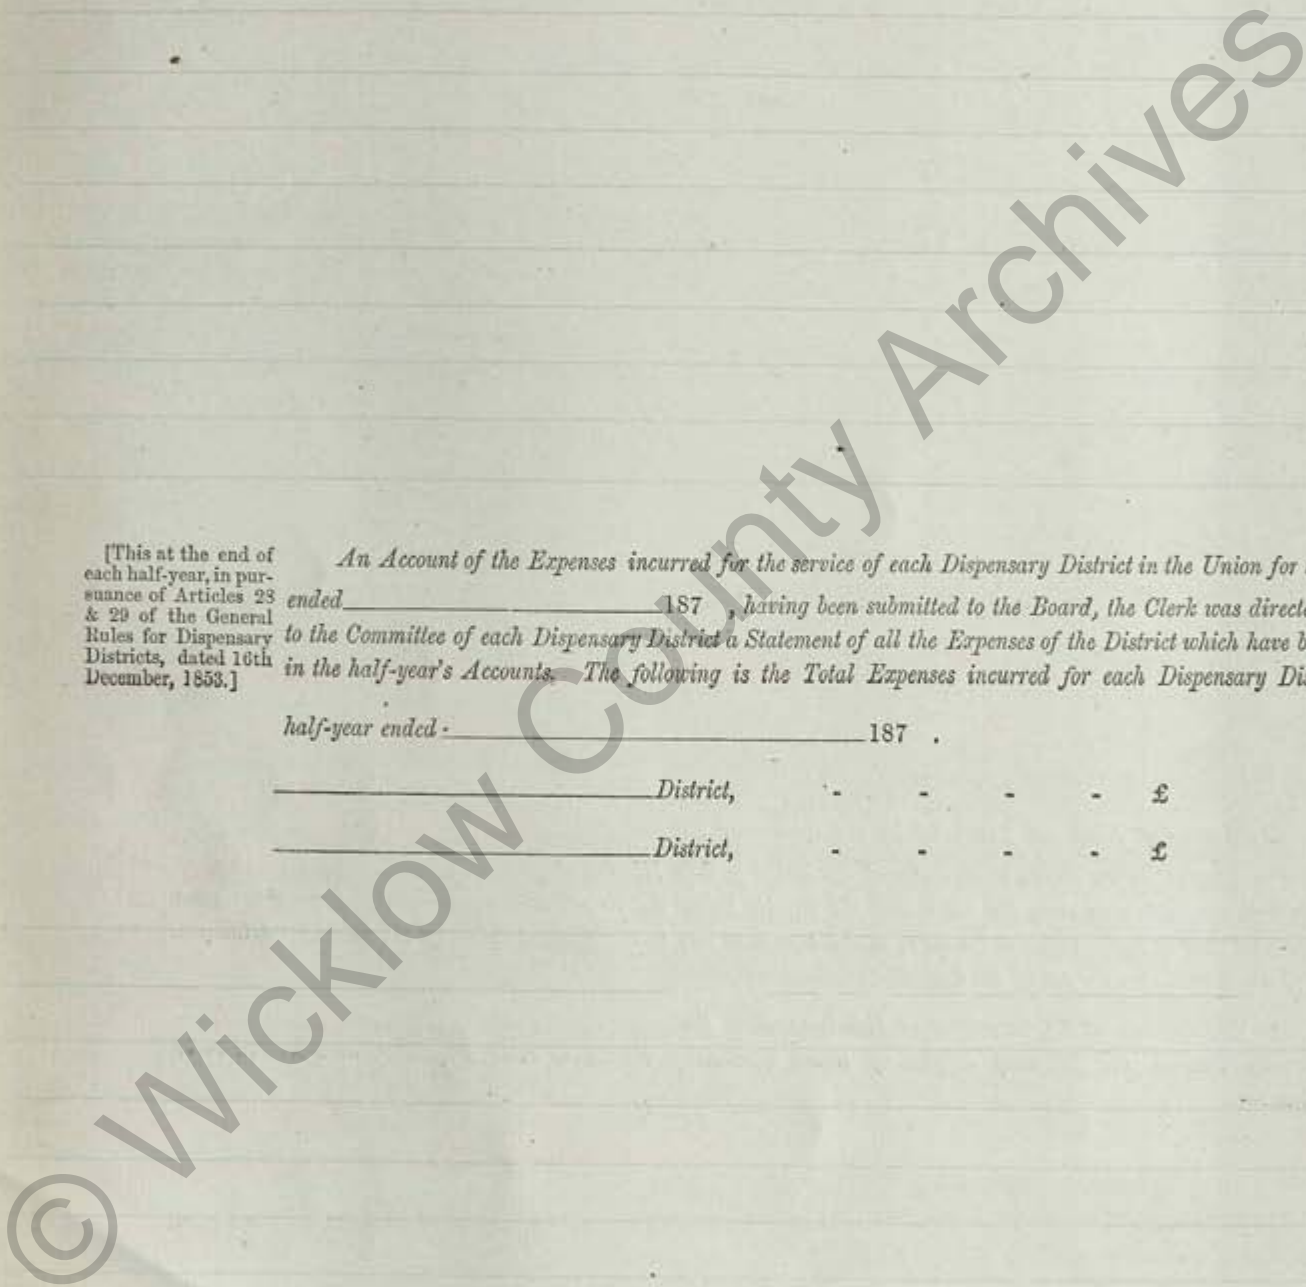 [This at the end of
each half-year, in pur-
suance of Articles 28
& 29 of the General
Rules for Dispensary
Districts, dated 16th
December, 1853.]
An Account of the Expenses incurred for the service of each Dispensary District in the Union for
ended 187 , having been submitted to the Board, the Clerk was directe
to the Committee of each Dispensary District a Statement of all the Expenses of the District which have b
in the half-year's Accounts. The following is the Total Expenses incurred for each Dispensary Dis
half-year ended - 187 .
District, - - - - £
District, - - - - £
© Wicklow County Archives